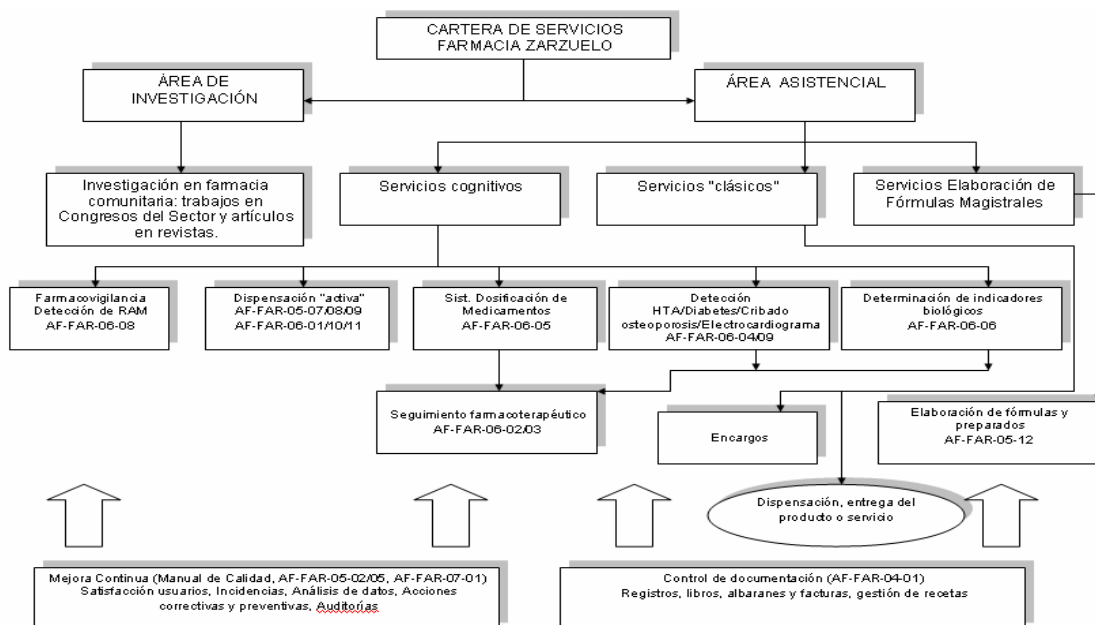 CARTERA DE SERVICIOS
FARMACIA ZARZUELO
ÁREA DE
INVESTIGACIÓN
ÁREA ASISTENCIAL
Investigación en farmacia
comunitaria: trabajos en
Congresos del Sector y artículos
en revistas.
Servicios cognitivos
Servicios "clásicos"
Servicios Elaboración de
Fórmulas Magistrales
Farmacovigilancia
Detección de RAM
AF-FAR-06-08
Dispensación "activa"
AF-FAR-05-07/08/09
AF-FAR-06-01/10/11
Sist. Dosificación de
Medicamentos
AF-FAR-06-05
Detección
HTA/Diabetes/Cribado
osteoporosis/Electrocardiograma
AF-FAR-06-04/09
Determinación de indicadores
biológicos
AF-FAR-06-06
Seguimiento farmacoterapéutico
AF-FAR-06-02/03
Encargos
Elaboración de fórmulas y
preparados
AF-FAR-05-12
Dispensación, entrega del
producto o servicio
Mejora Continua (Manual de Calidad, AF-FAR-05-02/05, AF-FAR-07-01)
Satisfacción usuarios, Incidencias, Análisis de datos, Acciones
correctivas y preventivas, Auditorías
Control de documentación (AF-FAR-04-01)
Registros, libros, albaranes y facturas, gestión de recetas